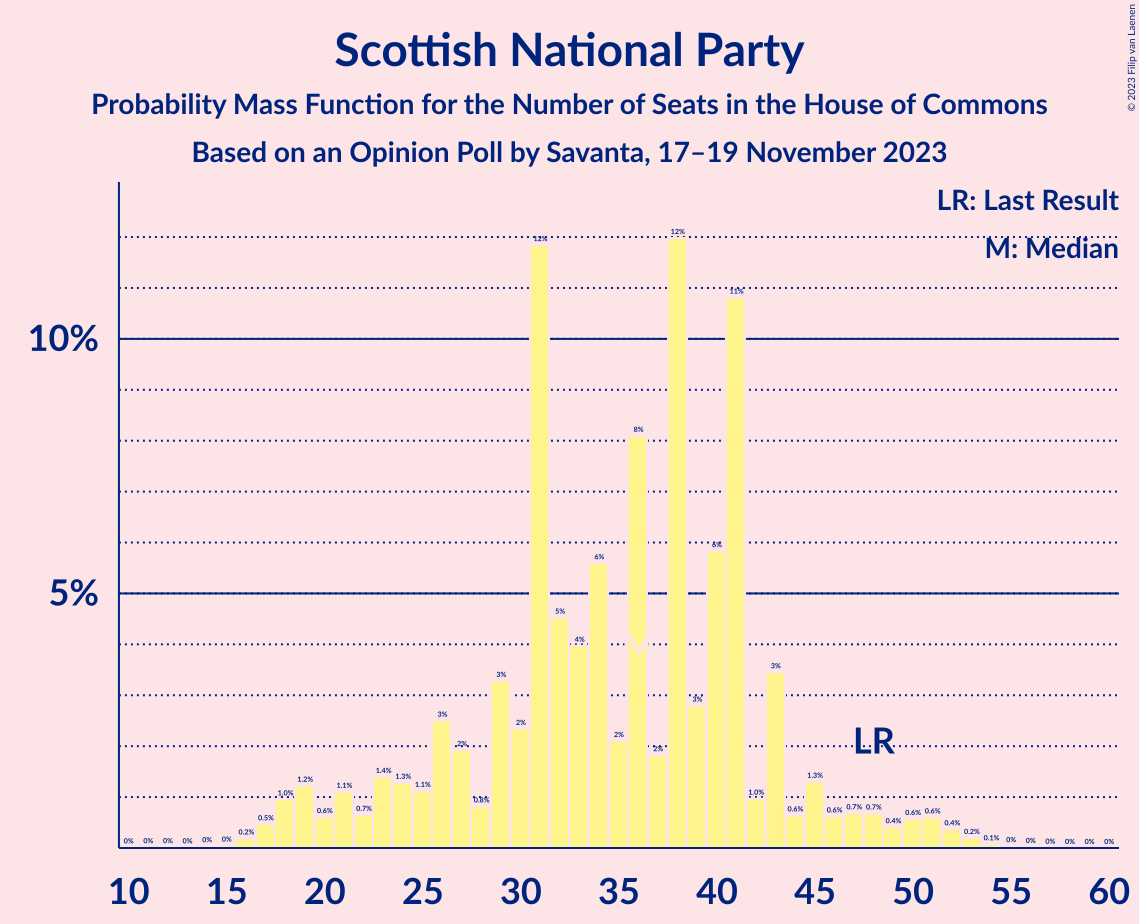 Scottish National Party
Probability Mass Function for the Number of Seats in the House of Commons
Based on an Opinion Poll by Savanta, 17–19 November 2023
© 2023 Filip van Laenen
LR: Last Result
M: Median
10%
5%
0% 0% 0% 0% 0% 0% 0.2% 0.5% 1.0% 1.2% 0.6% 1.1% 0.7% 1.4% 1.3% 1.1% 3% 2% 0.8% 3% 2% 12% 5% 4% 6% 2% 8% 2% 12% 3% 6% 11% 1.0% 3% 0.6% 1.3% 0.6% 0.7% 0.7% 0.4% 0.6% 0.6% 0.4% 0.2% 0.1% 0% 0% 0% 0% 0% 0%
LR
10 15 20 25 30 35 40 45 50 55 60